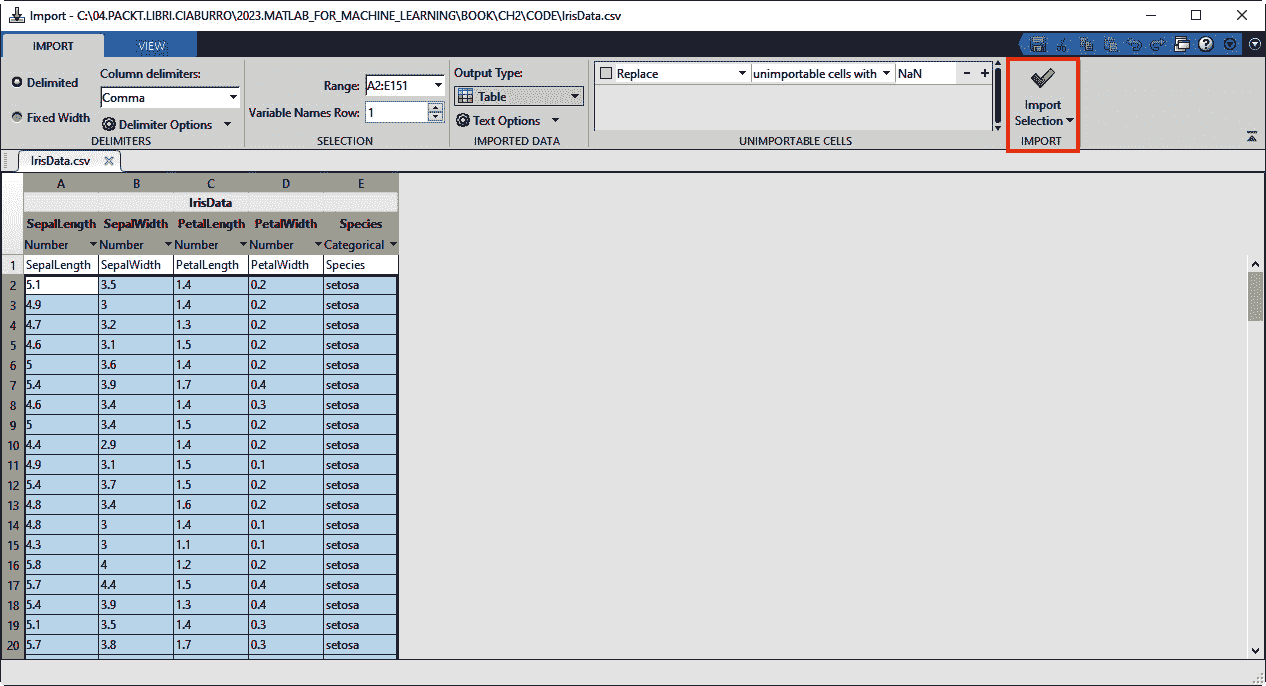 Import - C:\04.PACKT.LIBRI.CIABURRO\2023.MATLAB_FOR_MACHINE_LEARNING\BOOK\CH2\CODE\IrisData.csv
IMPORT VIEW
Delimited
Fixed Width
Column delimiters:
Comma
Delimiter Options
DELIMITERS
Range: A2:E151
Variable Names Row: 1
SELECTION
Output Type:
Table
Text Options
IMPORTED DATA
Replace unimportable cells with NaN - +
UNIMPORTABLE CELLS
Import
Selection
IMPORT
IrisData.csv
A B C D E
IrisData
SepalLength SepalWidth PetalLength PetalWidth Species
Number Number Number Number Categorical
1 SepalLength SepalWidth PetalLength PetalWidth Species
2 5.1 3.5 1.4 0.2 setosa
3 4.9 3 1.4 0.2 setosa
4 4.7 3.2 1.3 0.2 setosa
5 4.6 3.1 1.5 0.2 setosa
6 5 3.6 1.4 0.2 setosa
7 5.4 3.9 1.7 0.4 setosa
8 4.6 3.4 1.4 0.3 setosa
9 5 3.4 1.5 0.2 setosa
10 4.4 2.9 1.4 0.2 setosa
11 4.9 3.1 1.5 0.1 setosa
12 5.4 3.7 1.5 0.2 setosa
13 4.8 3.4 1.6 0.2 setosa
14 4.8 3 1.4 0.1 setosa
15 4.3 3 1.1 0.1 setosa
16 5.8 4 1.2 0.2 setosa
17 5.7 4.4 1.5 0.4 setosa
18 5.4 3.9 1.3 0.4 setosa
19 5.1 3.5 1.4 0.3 setosa
20 5.7 3.8 1.7 0.3 setosa